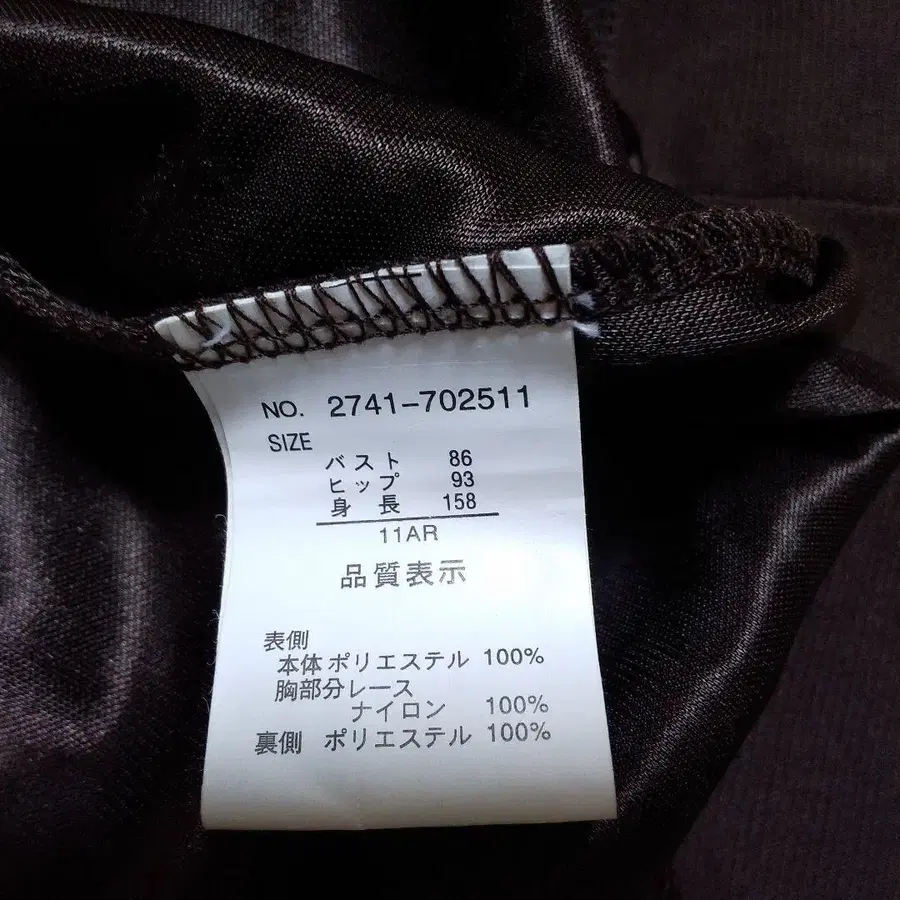 NO. 2741-702511
SIZE
バスト 86
ヒップ 93
身長 158
11AR
品質表示
表側
本体 ポリエステル 100%
胸部分レース
ナイロン 100%
裏側 ポリエステル 100%